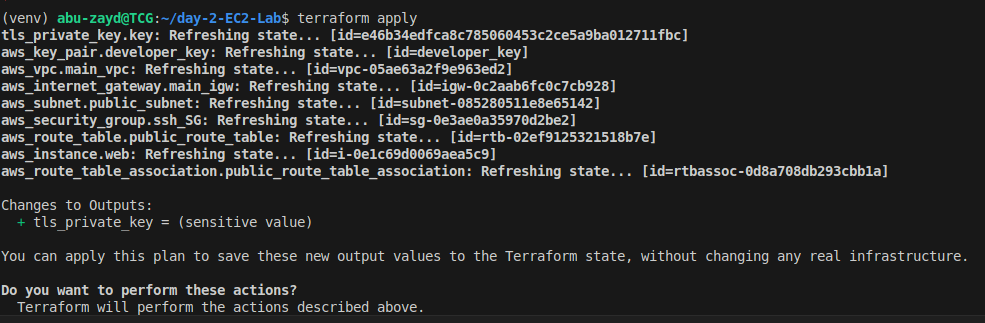 (venv) abu-zayd@TCG:~/day-2-EC2-Lab$ terraform apply
tls_private_key.key: Refreshing state... [id=e46b34edfca8c785060453c2ce5a9ba012711fbc]
aws_key_pair.developer_key: Refreshing state... [id=developer_key]
aws_vpc.main_vpc: Refreshing state... [id=vpc-05ae63a2f9e963ed2]
aws_internet_gateway.main_igw: Refreshing state... [id=igw-0c2aab6fc0c7cb928]
aws_subnet.public_subnet: Refreshing state... [id=subnet-085280511e8e65142]
aws_security_group.ssh_SG: Refreshing state... [id=sg-0e3ae0a35970d2be2]
aws_route_table.public_route_table: Refreshing state... [id=rtb-02ef9125321518b7e]
aws_instance.web: Refreshing state... [id=i-0e1c69d0069aea5c9]
aws_route_table_association.public_route_table_association: Refreshing state... [id=rtbassoc-0d8a708db293cbb1a]
Changes to Outputs:
+ tls_private_key = (sensitive value)
You can apply this plan to save these new output values to the Terraform state, without changing any real infrastructure.
Do you want to perform these actions?
Terraform will perform the actions described above.